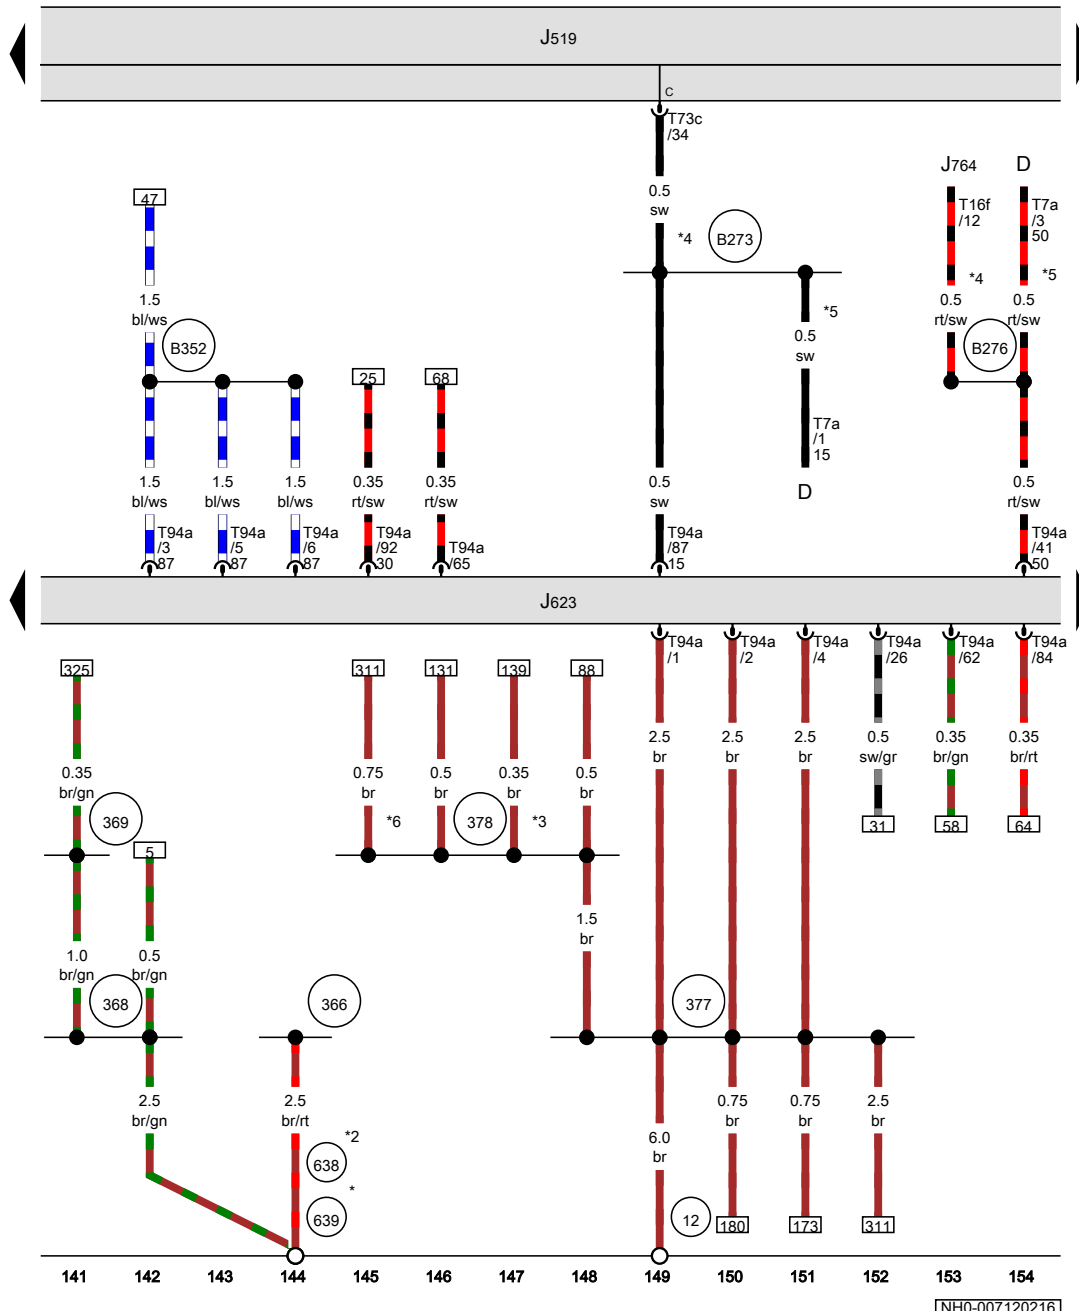 J519
c
T73c
/34
J764
D
47
0.5
sw
T16f
/12
T7a
/3
50
*4
B273
*4
*5
1.5
bl/ws
*5
0.5
rt/sw
0.5
rt/sw
B352
0.5
sw
B276
25
68
T7a
/1
15
1.5
bl/ws
1.5
bl/ws
1.5
bl/ws
0.35
rt/sw
0.35
rt/sw
0.5
sw
D
0.5
rt/sw
T94a
/3
87
T94a
/5
87
T94a
/6
87
T94a
/92
30
T94a
/65
T94a
/87
15
T94a
/41
50
J623
T94a
/1
T94a
/2
T94a
/4
T94a
/26
T94a
/62
T94a
/84
325
311
131
139
88
0.35
br/gn
0.75
br
0.5
br
0.35
br
0.5
br
2.5
br
2.5
br
2.5
br
0.5
sw/gr
0.35
br/gn
0.35
br/rt
369
*6
378
*3
31
58
64
5
1.0
br/gn
0.5
br/gn
1.5
br
368
366
377
2.5
br/gn
2.5
br/rt
6.0
br
0.75
br
0.75
br
2.5
br
*2
638
*
639
12
180
173
311
141 142 143 144 145 146 147 148 149 150 151 152 153 154
NH0-007120216